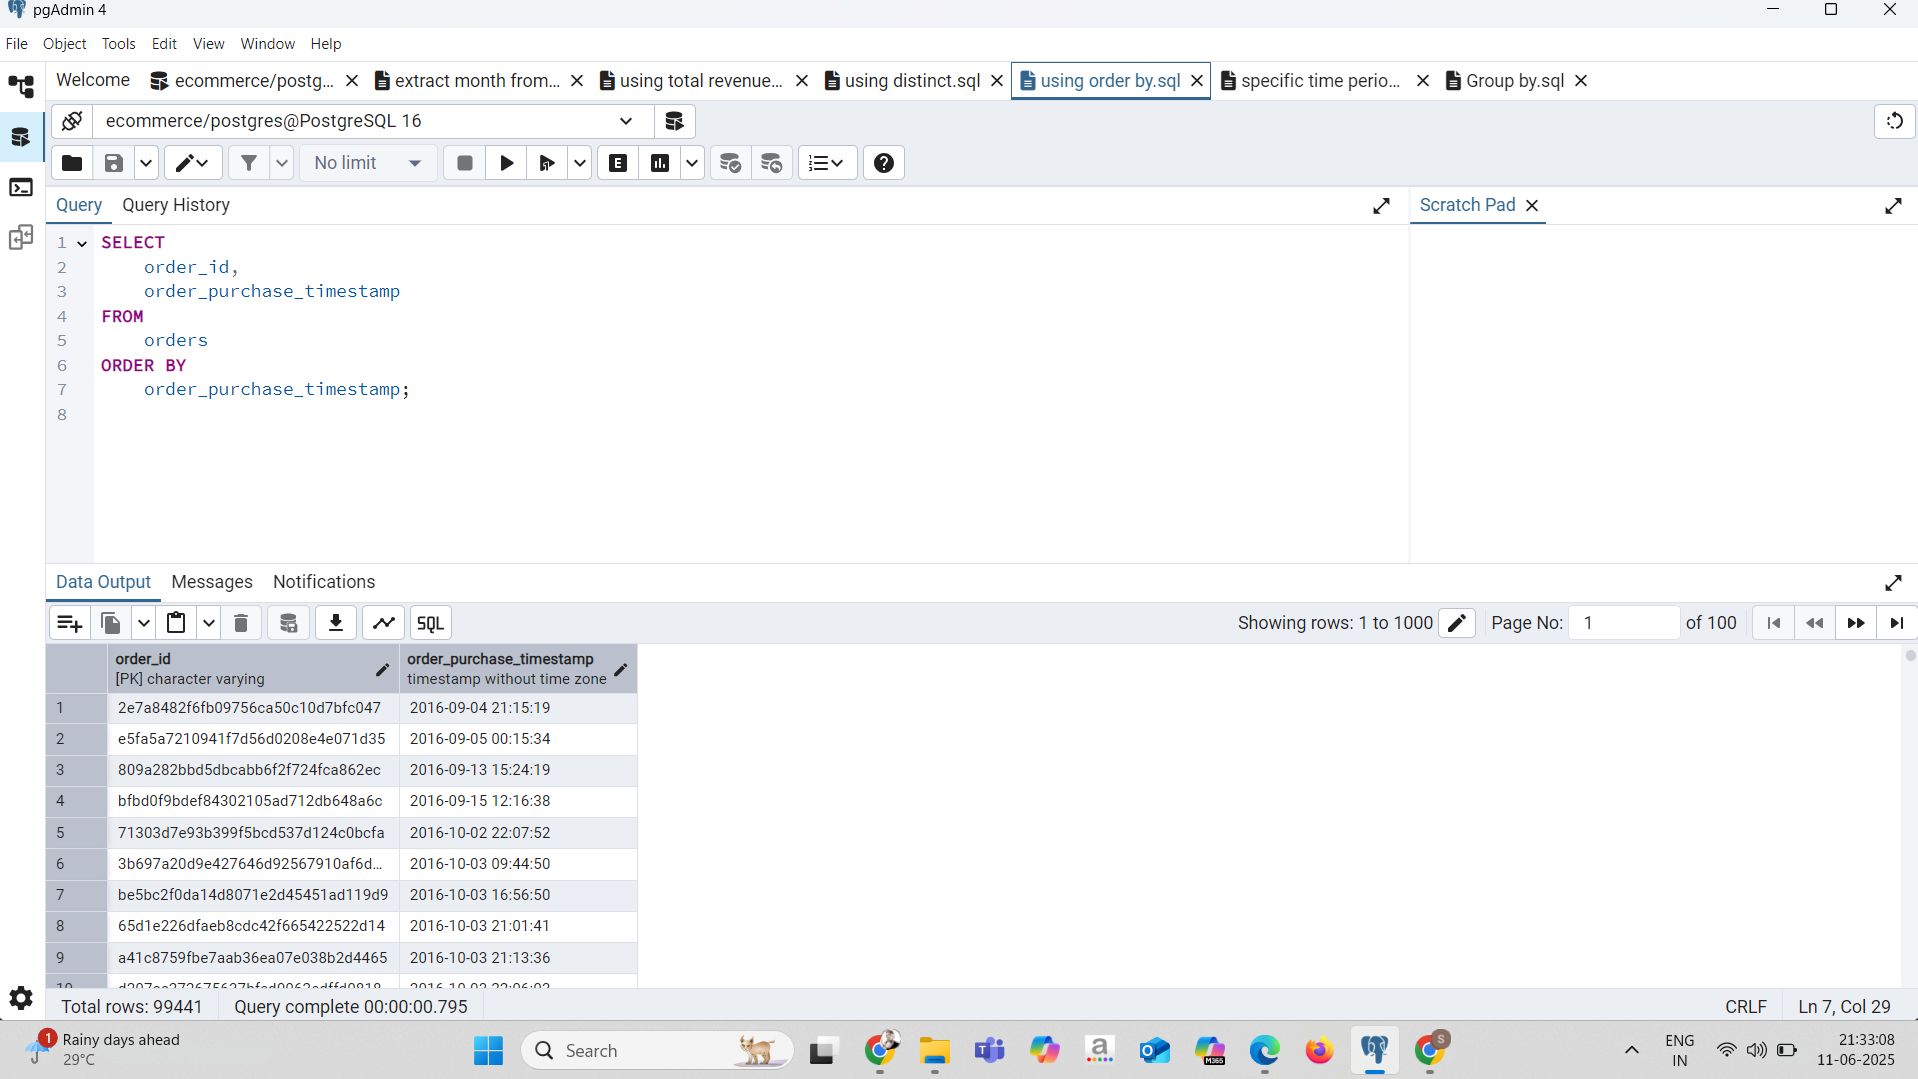 pgAdmin 4
File Object Tools Edit View Window Help
Welcome ecommerce/postg... extract month from... using total revenue... using distinct.sql using order by.sql specific time perio... Group by.sql
ecommerce/postgres@PostgreSQL 16
No limit
E
Query Query History
Scratch Pad
1 SELECT
2 order_id,
3 order_purchase_timestamp
4 FROM
5 orders
6 ORDER BY
7 order_purchase_timestamp;
8
Data Output Messages Notifications
SQL
Showing rows: 1 to 1000 Page No: 1 of 100
order_id order_purchase_timestamp
[PK] character varying timestamp without time zone
1 2e7a8482f6fb09756ca50c10d7bfc047 2016-09-04 21:15:19
2 e5fa5a7210941f7d56d0208e4e071d35 2016-09-05 00:15:34
3 809a282bbd5dbcabb6f2f724fca862ec 2016-09-13 15:24:19
4 bfbd0f9bdef84302105ad712db648a6c 2016-09-15 12:16:38
5 71303d7e93b399f5bcd537d124c0bcfa 2016-10-02 22:07:52
6 3b697a20d9e427646d92567910af6d... 2016-10-03 09:44:50
7 be5bc2f0da14d8071e2d45451ad119d9 2016-10-03 16:56:50
8 65d1e226dfaeb8cdc42f665422522d14 2016-10-03 21:01:41
9 a41c8759fbe7aab36ea07e038b2d4465 2016-10-03 21:13:36
Total rows: 99441 Query complete 00:00:00.795 CRLF Ln 7, Col 29
1 Rainy days ahead
29°C
Search
M365
S
ENG
IN
21:33:08
11-06-2025